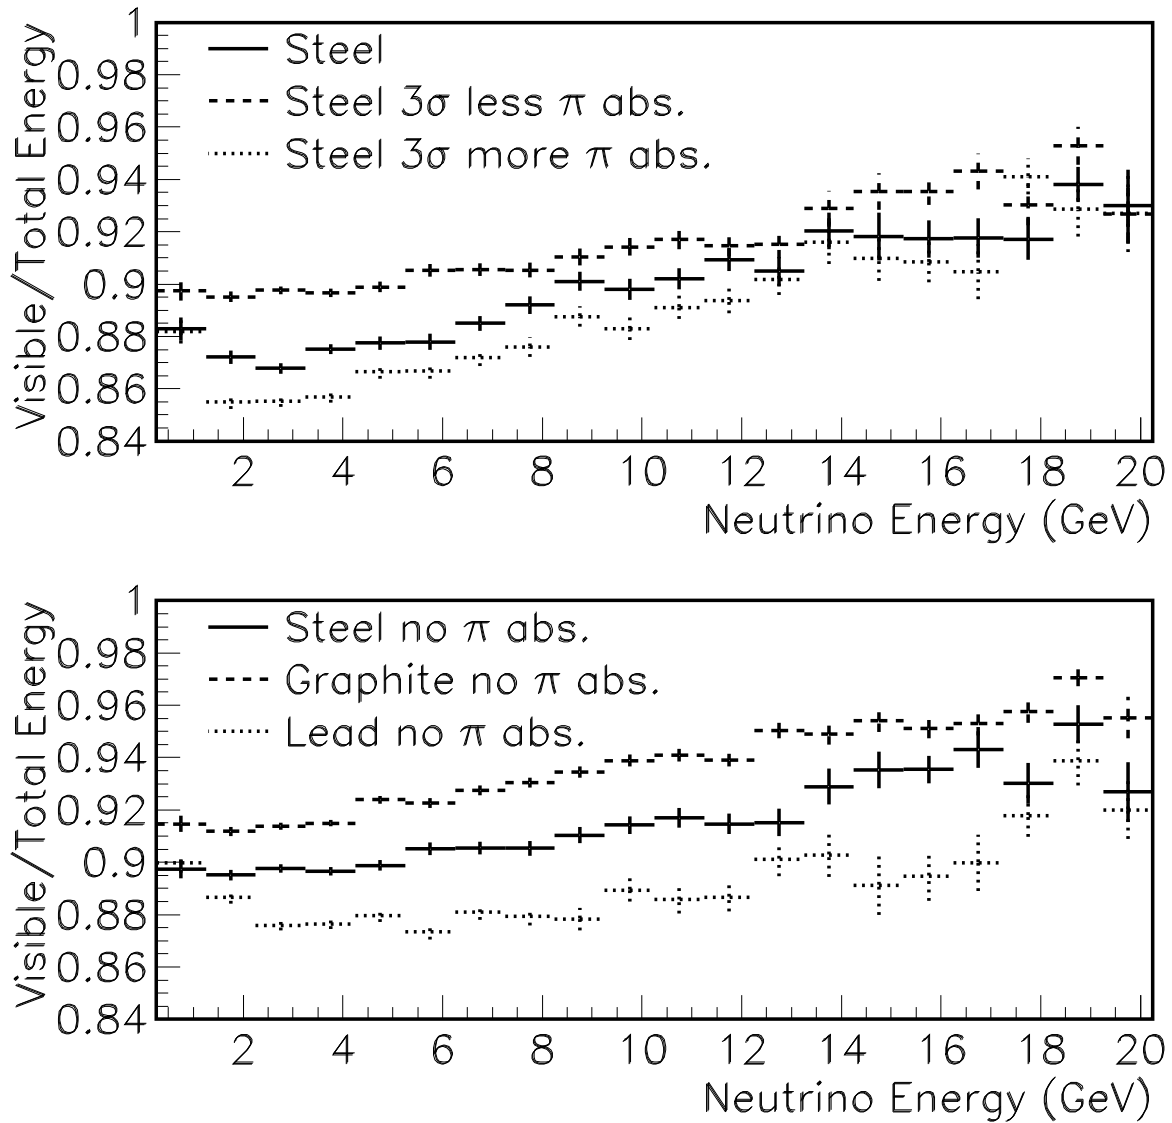 Visible/Total Energy
1
0.98
0.96
0.94
0.92
0.9
0.88
0.86
0.84
Steel
Steel 3σ less π abs.
Steel 3σ more π abs.
2 4 6 8 10 12 14 16 18 20
Neutrino Energy (GeV)
Visible/Total Energy
1
0.98
0.96
0.94
0.92
0.9
0.88
0.86
0.84
Steel no π abs.
Graphite no π abs.
Lead no π abs.
2 4 6 8 10 12 14 16 18 20
Neutrino Energy (GeV)